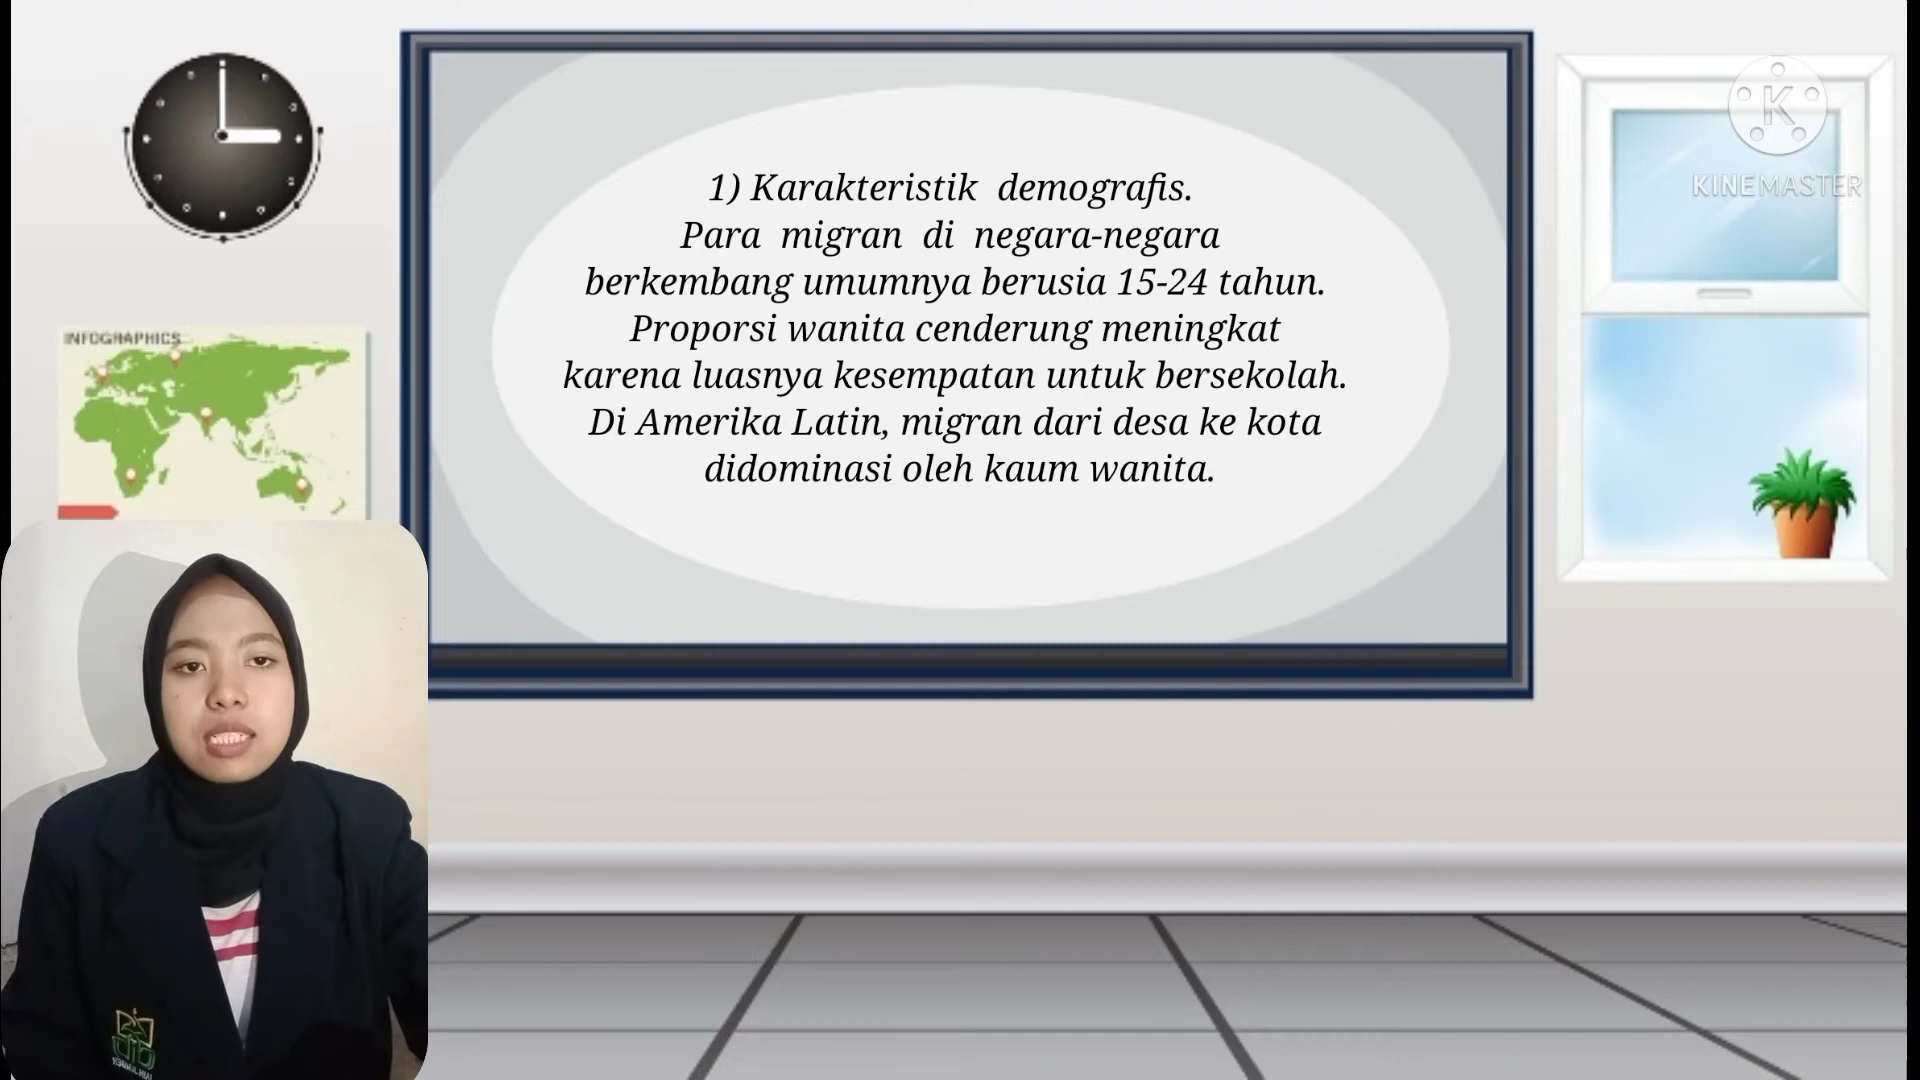 1) Karakteristik demografis.
Para migran di negara-negara
berkembang umumnya berusia 15-24 tahun.
Proporsi wanita cenderung meningkat
karena luasnya kesempatan untuk bersekolah.
Di Amerika Latin, migran dari desa ke kota
didominasi oleh kaum wanita.
INFOGRAPHICS
K
KINEMASTER